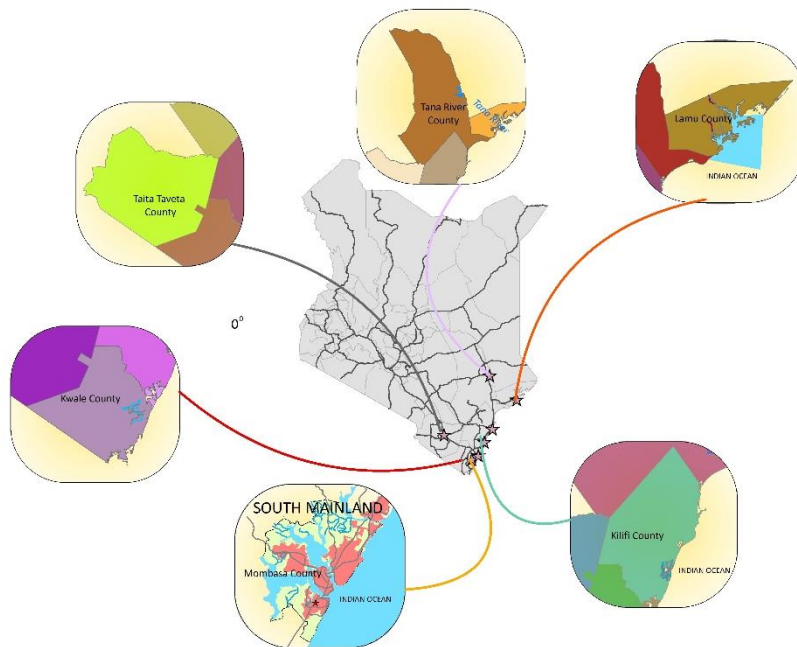 Tana River
County
Tana River
Lamu County
INDIAN OCEAN
Taita Taveta
County
0°
Kwale County
SOUTH MAINLAND
Mombasa County
INDIAN OCEAN
Kilifi County
INDIAN OCEAN